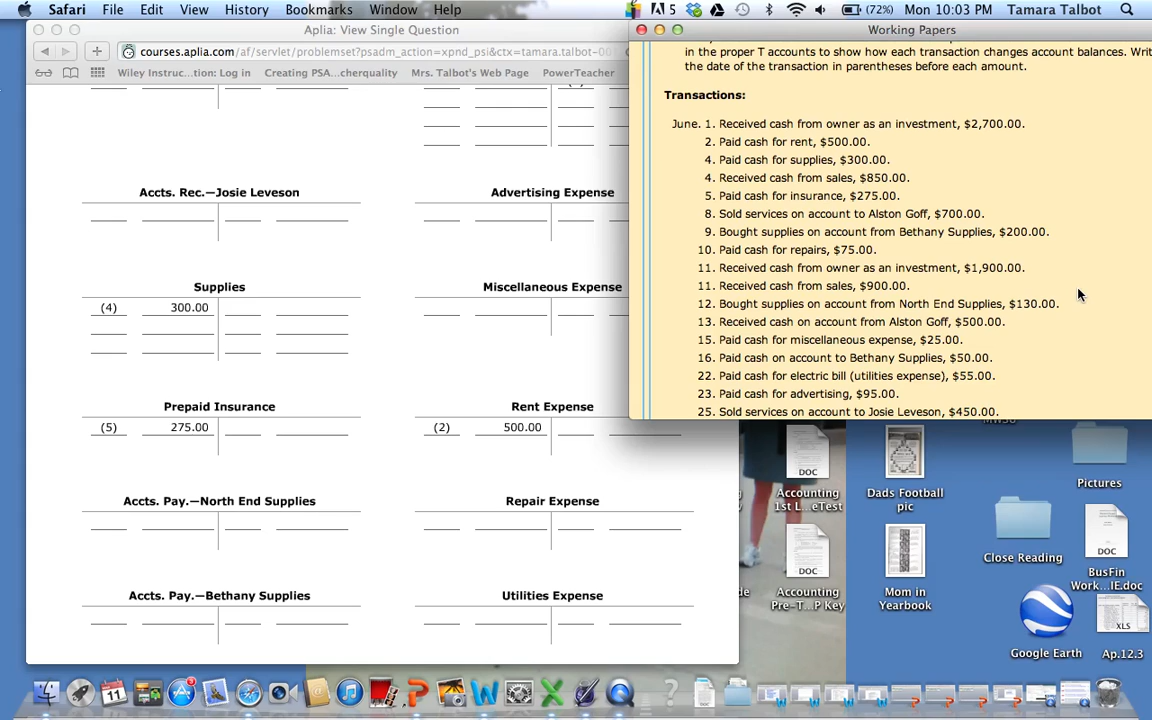 Safari File Edit View History Bookmarks Window Help 5 (72%) Mon 10:03 PM Tamara Talbot
Aplia: View Single Question
courses.aplia.com/af/servlet/problemset?psadm_action=xpnd_psi&ctx=tamara.talbot-00
Wiley Instruc...tion: Log in Creating PSA...cherquality Mrs. Talbot's Web Page PowerTeacher
Accts. Rec.—Josie Leveson Advertising Expense
Supplies Miscellaneous Expense
(4) 300.00
Prepaid Insurance Rent Expense
(5) 275.00 (2) 500.00
Accts. Pay.—North End Supplies Repair Expense
Accts. Pay.—Bethany Supplies Utilities Expense
Working Papers
in the proper T accounts to show how each transaction changes account balances. Writ
the date of the transaction in parentheses before each amount.
Transactions:
June. 1. Received cash from owner as an investment, $2,700.00.
2. Paid cash for rent, $500.00.
4. Paid cash for supplies, $300.00.
4. Received cash from sales, $850.00.
5. Paid cash for insurance, $275.00.
8. Sold services on account to Alston Goff, $700.00.
9. Bought supplies on account from Bethany Supplies, $200.00.
10. Paid cash for repairs, $75.00.
11. Received cash from owner as an investment, $1,900.00.
11. Received cash from sales, $900.00.
12. Bought supplies on account from North End Supplies, $130.00.
13. Received cash on account from Alston Goff, $500.00.
15. Paid cash for miscellaneous expense, $25.00.
16. Paid cash on account to Bethany Supplies, $50.00.
22. Paid cash for electric bill (utilities expense), $55.00.
23. Paid cash for advertising, $95.00.
25. Sold services on account to Josie Leveson, $450.00.
DOC
Accounting
1st L...eTest
Dads Football
pic
Pictures
Close Reading
DOC
BusFin
Work...IE.doc
DOC
Accounting
Pre-T...P Key
Mom in
Yearbook
Google Earth
XLS
Ap.12.3